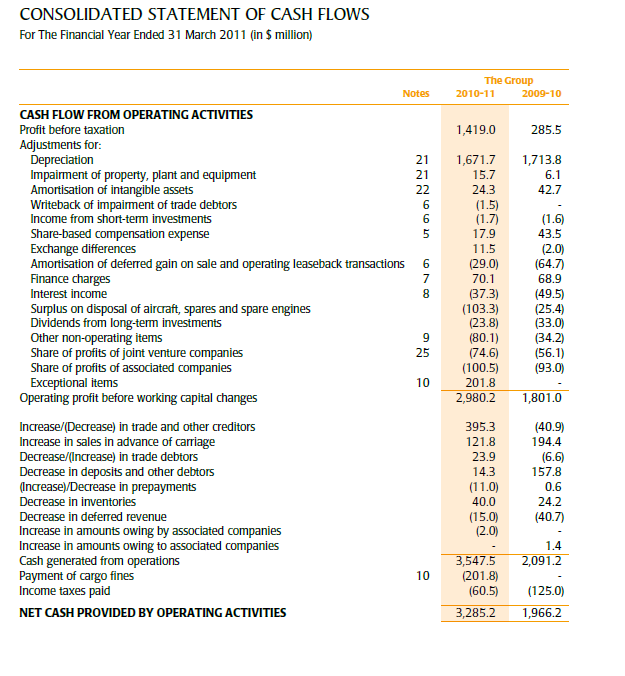 CONSOLIDATED STATEMENT OF CASH FLOWS
For The Financial Year Ended 31 March 2011 (in $ million)
The Group
Notes 2010-11 2009-10
CASH FLOW FROM OPERATING ACTIVITIES
Profit before taxation 1,419.0 285.5
Adjustments for:
Depreciation 21 1,671.7 1,713.8
Impairment of property, plant and equipment 21 15.7 6.1
Amortisation of intangible assets 22 24.3 42.7
Writeback of impairment of trade debtors 6 (1.5) -
Income from short-term investments 6 (1.7) (1.6)
Share-based compensation expense 5 17.9 43.5
Exchange differences 11.5 (2.0)
Amortisation of deferred gain on sale and operating leaseback transactions 6 (29.0) (64.7)
Finance charges 7 70.1 68.9
Interest income 8 (37.3) (49.5)
Surplus on disposal of aircraft, spares and spare engines (103.3) (25.4)
Dividends from long-term investments (23.8) (33.0)
Other non-operating items 9 (80.1) (34.2)
Share of profits of joint venture companies 25 (74.6) (56.1)
Share of profits of associated companies (100.5) (93.0)
Exceptional items 10 201.8 -
Operating profit before working capital changes 2,980.2 1,801.0
Increase/(Decrease) in trade and other creditors 395.3 (40.9)
Increase in sales in advance of carriage 121.8 194.4
Decrease/(Increase) in trade debtors 23.9 (6.6)
Decrease in deposits and other debtors 14.3 157.8
(Increase)/Decrease in prepayments (11.0) 0.6
Decrease in inventories 40.0 24.2
Decrease in deferred revenue (15.0) (40.7)
Increase in amounts owing by associated companies (2.0) -
Increase in amounts owing to associated companies - 1.4
Cash generated from operations 3,547.5 2,091.2
Payment of cargo fines 10 (201.8) -
Income taxes paid (60.5) (125.0)
NET CASH PROVIDED BY OPERATING ACTIVITIES 3,285.2 1,966.2